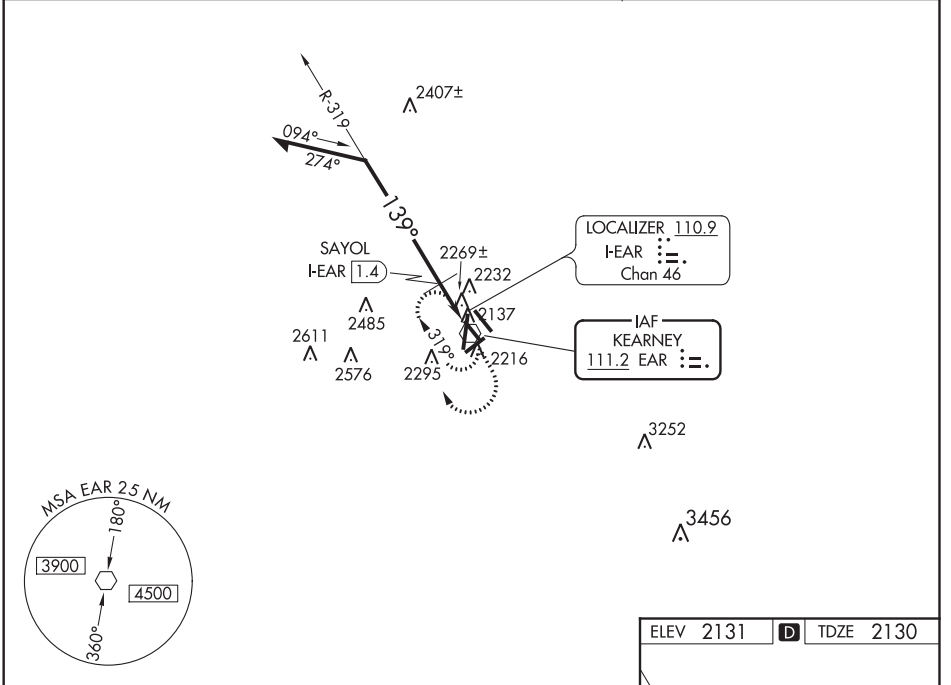 R-319
2407±
094°
274°
139°
SAYOL
I-EAR 1.4
2269±
2232
LOCALIZER 110.9
I-EAR
Chan 46
2485
2137
IAF
KEARNEY
111.2 EAR
2611
2576
319°
2295
2216
3252
3456
MSA EAR 25 NM
180°
3900
4500
360°
ELEV 2131 D TDZE 2130